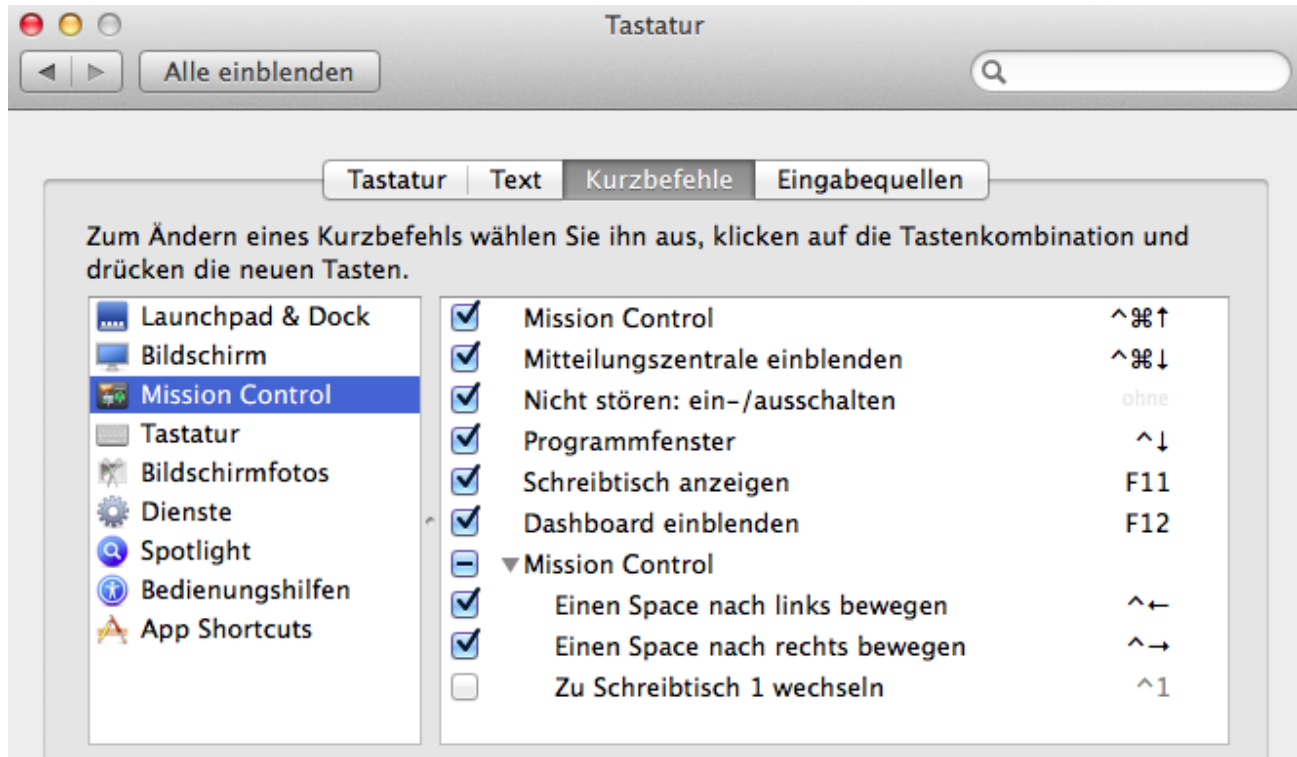 Tastatur
Alle einblenden
Tastatur Text Kurzbefehle Eingabequellen
Zum Ändern eines Kurzbefehls wählen Sie ihn aus, klicken auf die Tastenkombination und
drücken die neuen Tasten.
Launchpad & Dock
Bildschirm
Mission Control
Tastatur
Bildschirmfotos
Dienste
Spotlight
Bedienungshilfen
App Shortcuts
Mission Control ^⌘↑
Mitteilungszentrale einblenden ^⌘↓
Nicht stören: ein-/ausschalten ohne
Programmfenster ^↓
Schreibtisch anzeigen F11
Dashboard einblenden F12
Mission Control
Einen Space nach links bewegen ^←
Einen Space nach rechts bewegen ^→
Zu Schreibtisch 1 wechseln ^1